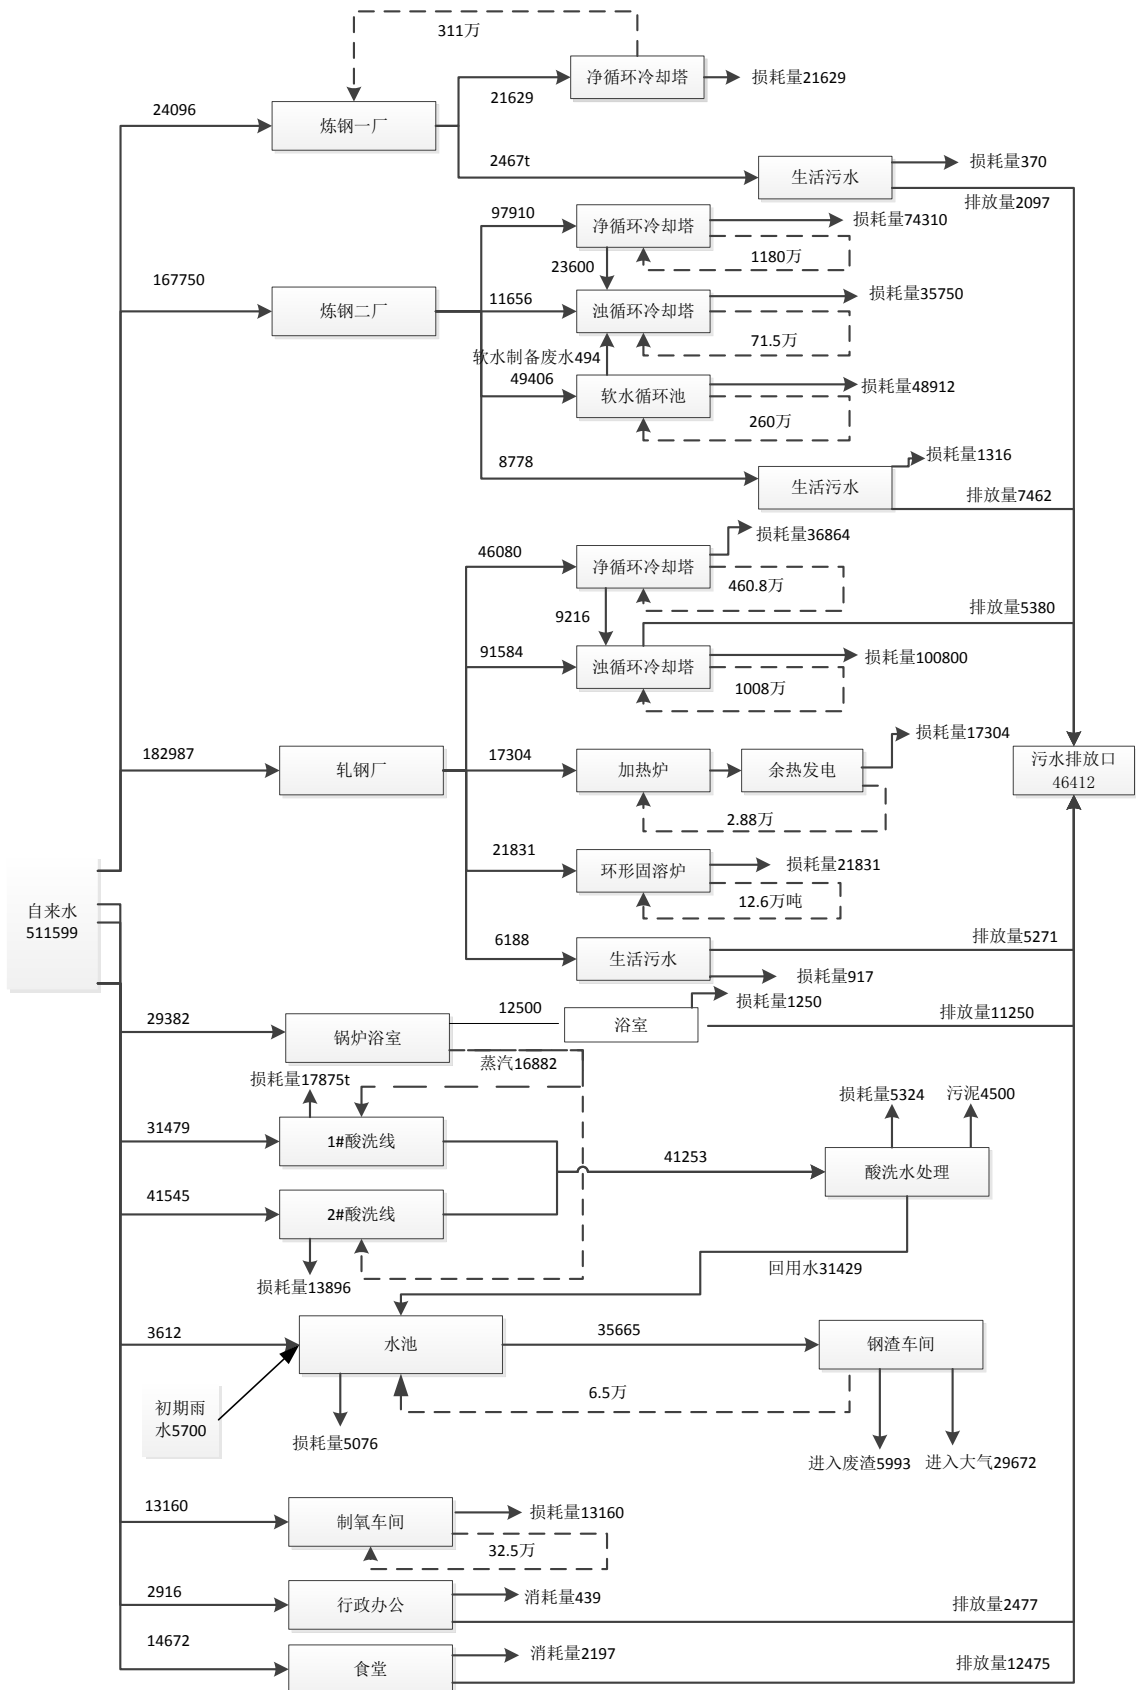 311万
净循环冷却塔
损耗量21629
21629
24096
炼钢一厂
2467t
生活污水
损耗量370
排放量2097
97910
净循环冷却塔
损耗量74310
1180万
23600
167750
炼钢二厂
11656
浊循环冷却塔
损耗量35750
71.5万
软水制备废水494
49406
软水循环池
损耗量48912
260万
8778
生活污水
损耗量1316
排放量7462
46080
净循环冷却塔
损耗量36864
460.8万
9216
排放量5380
91584
浊循环冷却塔
损耗量100800
1008万
182987
轧钢厂
17304
加热炉
余热发电
损耗量17304
2.88万
污水排放口
46412
21831
环形固溶炉
损耗量21831
12.6万吨
自来水
511599
6188
生活污水
排放量5271
损耗量917
29382
锅炉浴室
12500
浴室
损耗量1250
排放量11250
蒸汽16882
损耗量17875t
31479
1#酸洗线
41253
损耗量5324
污泥4500
酸洗水处理
41545
2#酸洗线
损耗量13896
回用水31429
3612
水池
35665
钢渣车间
初期雨
水5700
6.5万
损耗量5076
进入废渣5993
进入大气29672
13160
制氧车间
损耗量13160
32.5万
2916
行政办公
消耗量439
排放量2477
14672
食堂
消耗量2197
排放量12475